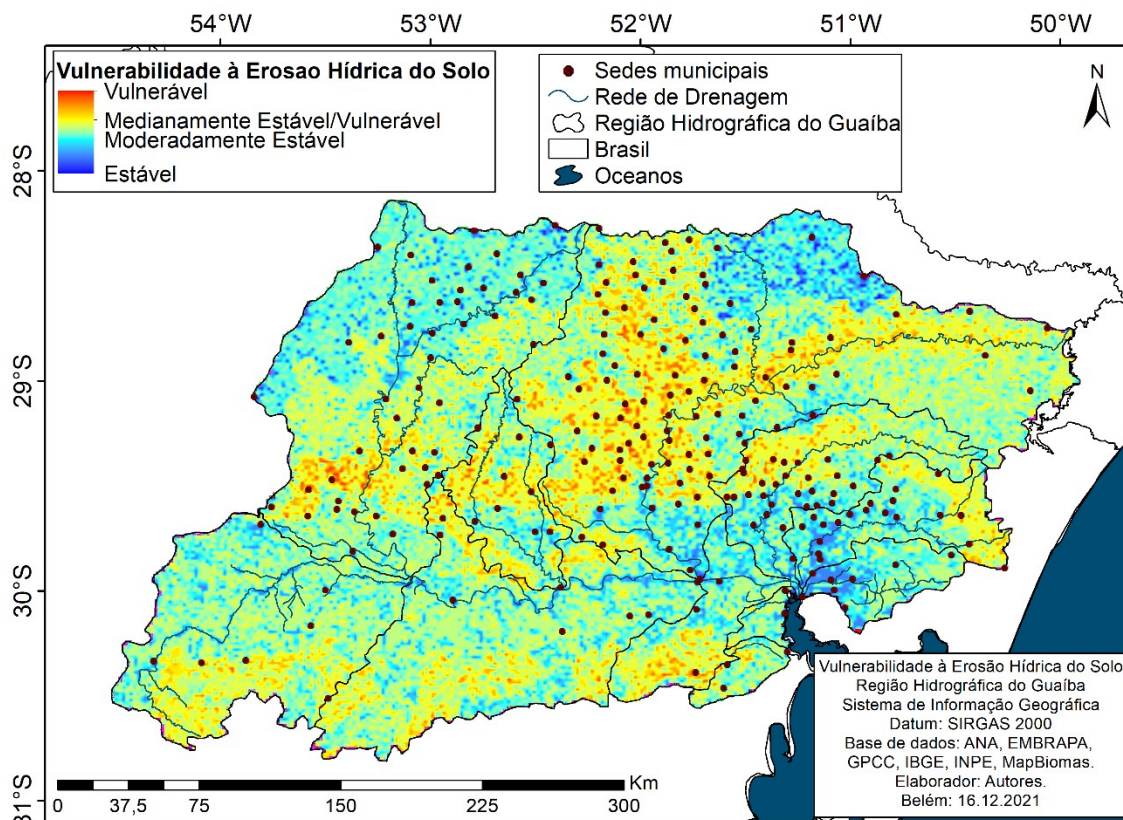 54°W 53°W 52°W 51°W 50°W
Vulnerabilidade à Erosao Hídrica do Solo
Vulnerável
Medianamente Estável/Vulnerável
Moderadamente Estável
Estável
Sedes municipais
Rede de Drenagem
Região Hidrográfica do Guaíba
Brasil
Oceanos
N
28°S
29°S
30°S
31°S
Km
0 37,5 75 150 225 300
Vulnerabilidade à Erosão Hídrica do Solo
Região Hidrográfica do Guaíba
Sistema de Informação Geográfica
Datum: SIRGAS 2000
Base de dados: ANA, EMBRAPA,
GPCC, IBGE, INPE, MapBiomas.
Elaborador: Autores.
Belém: 16.12.2021